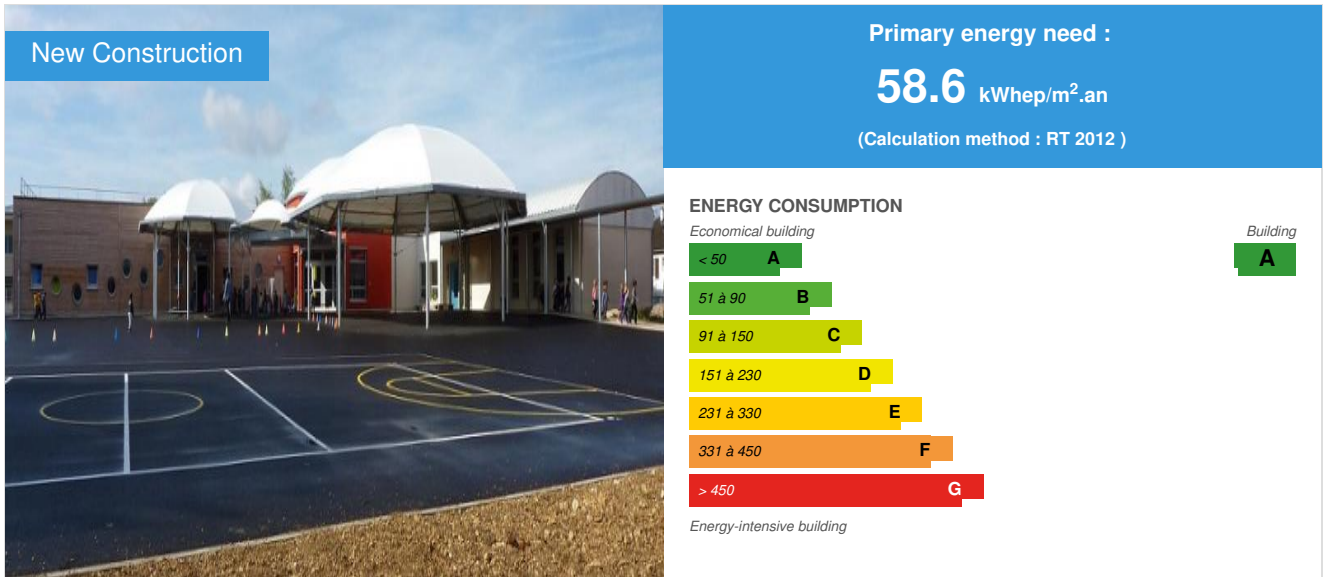 New Construction
Primary energy need :
58.6 kWhep/m².an
(Calculation method : RT 2012 )
ENERGY CONSUMPTION
Economical building
Building
< 50 A
A
51 à 90 B
91 à 150 C
151 à 230 D
231 à 330 E
331 à 450 F
> 450 G
Energy-intensive building